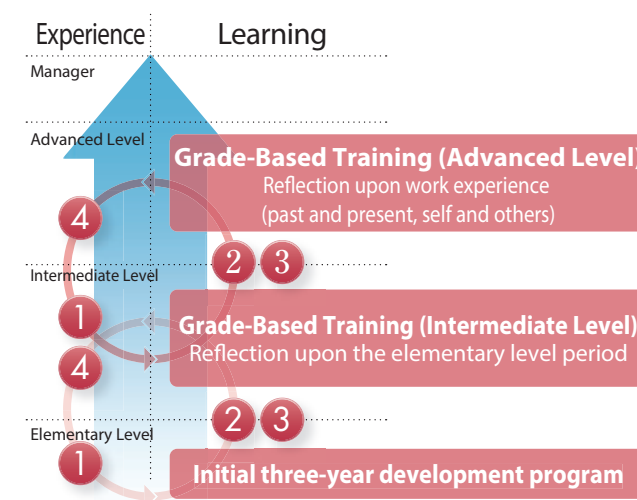 Experience Learning
Manager
Advanced Level
Grade-Based Training (Advanced Level)
Reflection upon work experience
(past and present, self and others)
4
2 3
Intermediate Level
1
Grade-Based Training (Intermediate Level)
Reflection upon the elementary level period
4
2 3
Elementary Level
1
Initial three-year development program